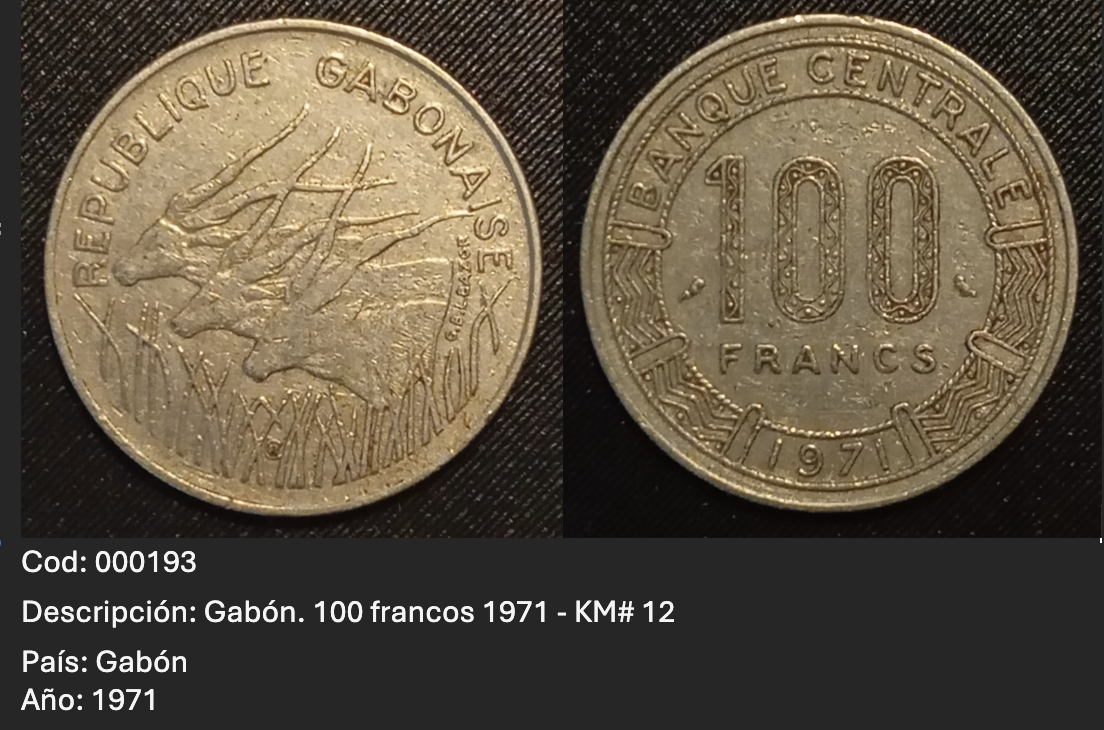 REPUBLIQUE GABONAISE
G.B.L.BAZOR
BANQUE CENTRALE
100
FRANCS
1971
Cod: 000193
Descripción: Gabón. 100 francos 1971 - KM# 12
País: Gabón
Año: 1971